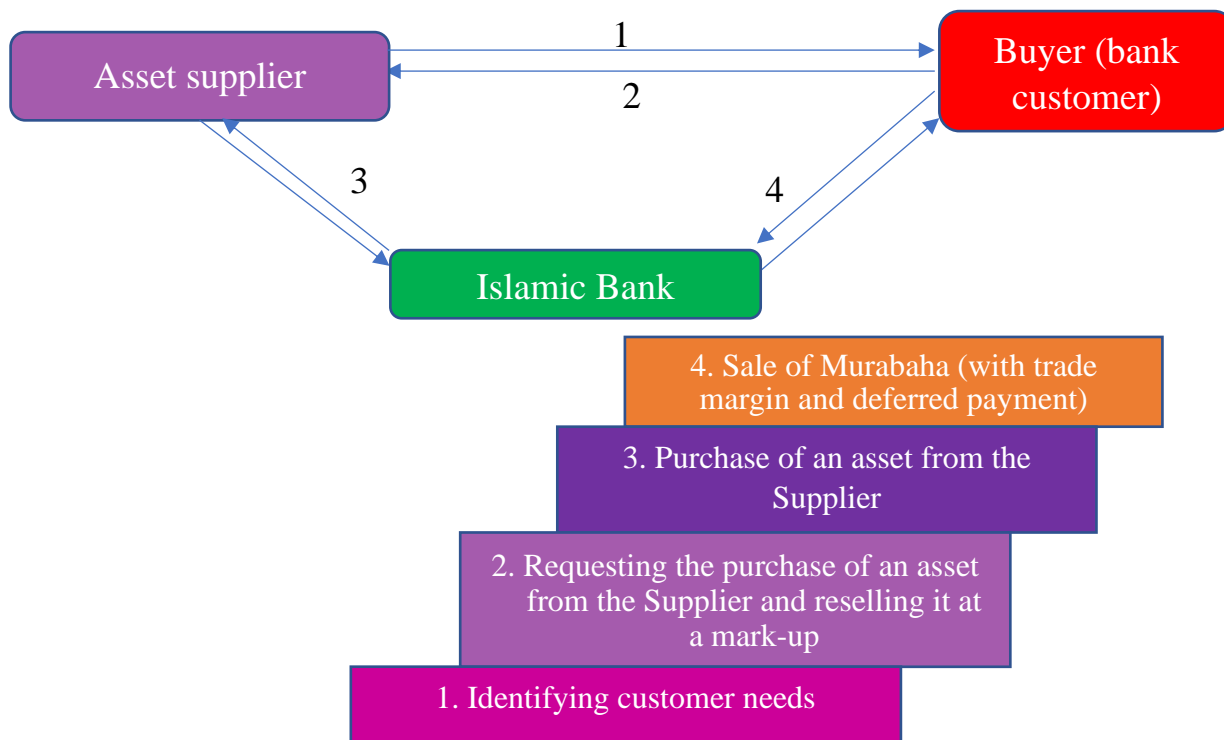 1
Asset supplier
Buyer (bank
customer)
2
3
4
Islamic Bank
4. Sale of Murabaha (with trade
margin and deferred payment)
3. Purchase of an asset from the
Supplier
2. Requesting the purchase of an asset
from the Supplier and reselling it at
a mark-up
1. Identifying customer needs